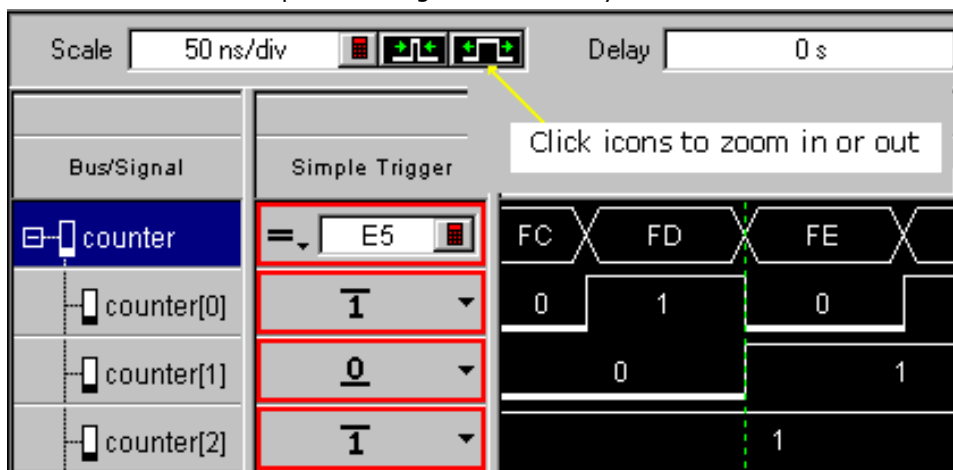 Scale 50 ns/div Delay 0 s
Click icons to zoom in or out
Bus/Signal Simple Trigger
counter = E5 FC FD FE
counter[0] 1 0 1 0
counter[1] 0 0 1
counter[2] 1 1